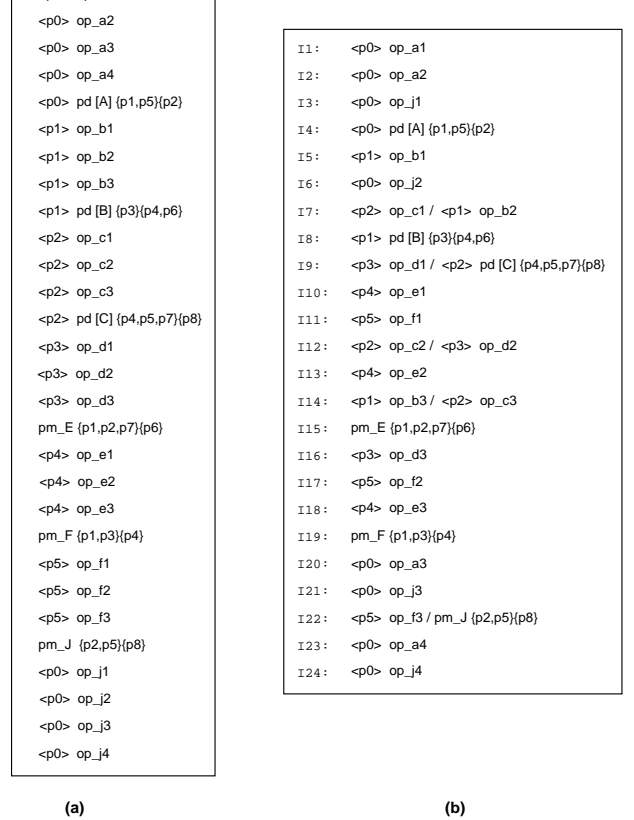 <p0> op_a2
<p0> op_a3
<p0> op_a4
<p0> pd [A] {p1,p5}{p2}
<p1> op_b1
<p1> op_b2
<p1> op_b3
<p1> pd [B] {p3}{p4,p6}
<p2> op_c1
<p2> op_c2
<p2> op_c3
<p2> pd [C] {p4,p5,p7}{p8}
<p3> op_d1
<p3> op_d2
<p3> op_d3
pm_E {p1,p2,p7}{p6}
<p4> op_e1
<p4> op_e2
<p4> op_e3
pm_F {p1,p3}{p4}
<p5> op_f1
<p5> op_f2
<p5> op_f3
pm_J {p2,p5}{p8}
<p0> op_j1
<p0> op_j2
<p0> op_j3
<p0> op_j4
(a)
I1: <p0> op_a1
I2: <p0> op_a2
I3: <p0> op_j1
I4: <p0> pd [A] {p1,p5}{p2}
I5: <p1> op_b1
I6: <p0> op_j2
I7: <p2> op_c1 / <p1> op_b2
I8: <p1> pd [B] {p3}{p4,p6}
I9: <p3> op_d1 / <p2> pd [C] {p4,p5,p7}{p8}
I10: <p4> op_e1
I11: <p5> op_f1
I12: <p2> op_c2 / <p3> op_d2
I13: <p4> op_e2
I14: <p1> op_b3 / <p2> op_c3
I15: pm_E {p1,p2,p7}{p6}
I16: <p3> op_d3
I17: <p5> op_f2
I18: <p4> op_e3
I19: pm_F {p1,p3}{p4}
I20: <p0> op_a3
I21: <p0> op_j3
I22: <p5> op_f3 / pm_J {p2,p5}{p8}
I23: <p0> op_a4
I24: <p0> op_j4
(b)